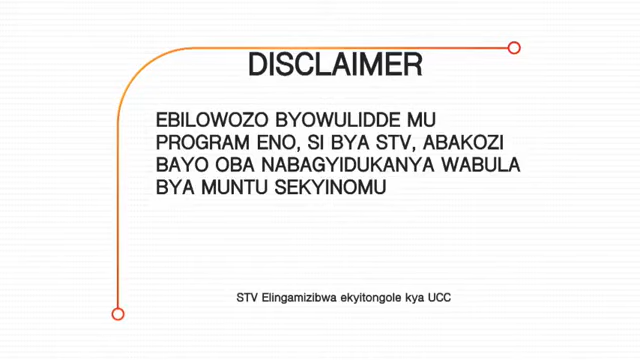 DISCLAIMER
EBILOWOZO BYOWULIDDE MU
PROGRAM ENO, SI BYA STV, ABAKOZI
BAYO OBA NABAGYIDUKANYA WABULA
BYA MUNTU SEKYINOMU
STV Elingamizibwa ekyitongole kya UCC